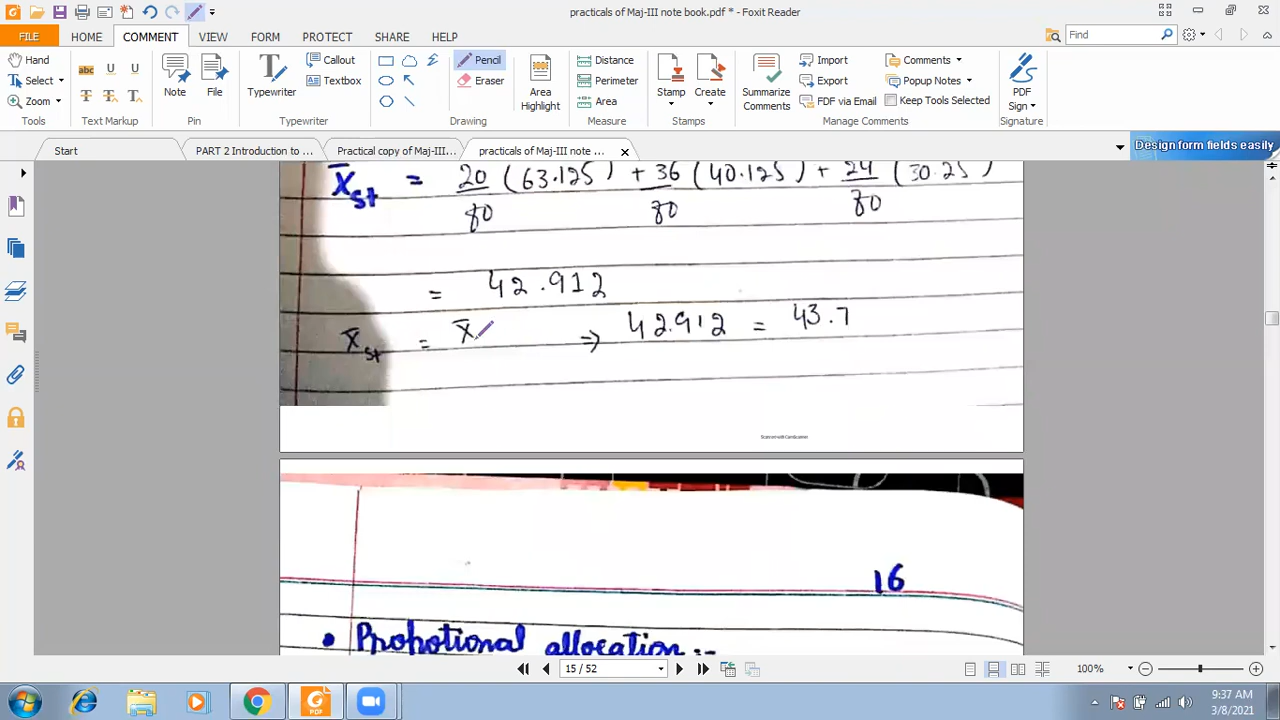 practicals of Maj-III note book.pdf * - Foxit Reader
FILE HOME COMMENT VIEW FORM PROTECT SHARE HELP
Find
Hand
Select
Zoom
Tools
Text Markup
Note
File
Pin
Typewriter
Callout
Textbox
Typewriter
Pencil
Eraser
Drawing
Area
Highlight
Distance
Perimeter
Area
Measure
Stamp
Create
Stamps
Summarize
Comments
Import
Export
FDF via Email
Comments
Popup Notes
Keep Tools Selected
Manage Comments
PDF
Sign
Signature
Start
PART 2 Introduction to ...
Practical copy of Maj-III...
practicals of Maj-III note ...
Design form fields easily
X̄st = 20/80 (63.125) + 36/80 (40.125) + 24/80 (30.25)
= 42.912
X̄st = X̄ ⇒ 42.912 = 43.7
Scanned with CamScanner
16
• Propotional allocation :-
15 / 52
100%
9:37 AM
3/8/2021